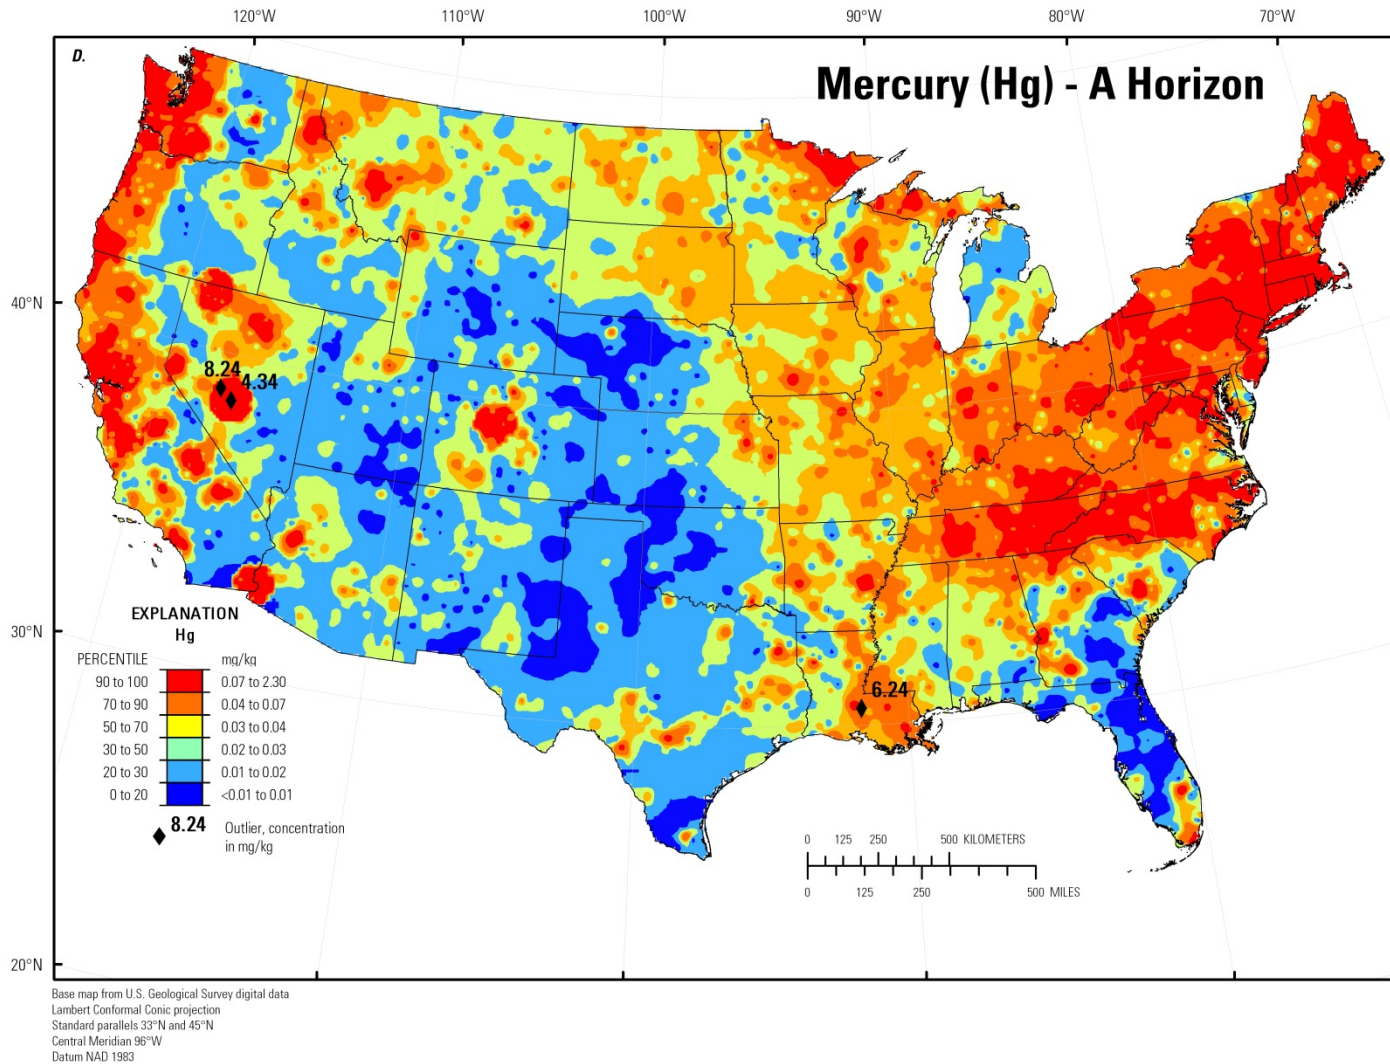 120°W 110°W 100°W 90°W 80°W 70°W
D.
Mercury (Hg) - A Horizon
40°N
8.24
4.34
30°N
EXPLANATION
Hg
PERCENTILE mg/kg
90 to 100 0.07 to 2.30
70 to 90 0.04 to 0.07
50 to 70 0.03 to 0.04
30 to 50 0.02 to 0.03
20 to 30 0.01 to 0.02
0 to 20 <0.01 to 0.01
8.24 Outlier, concentration
in mg/kg
6.24
0 125 250 500 KILOMETERS
0 125 250 500 MILES
20°N
Base map from U.S. Geological Survey digital data
Lambert Conformal Conic projection
Standard parallels 33°N and 45°N
Central Meridian 96°W
Datum NAD 1983